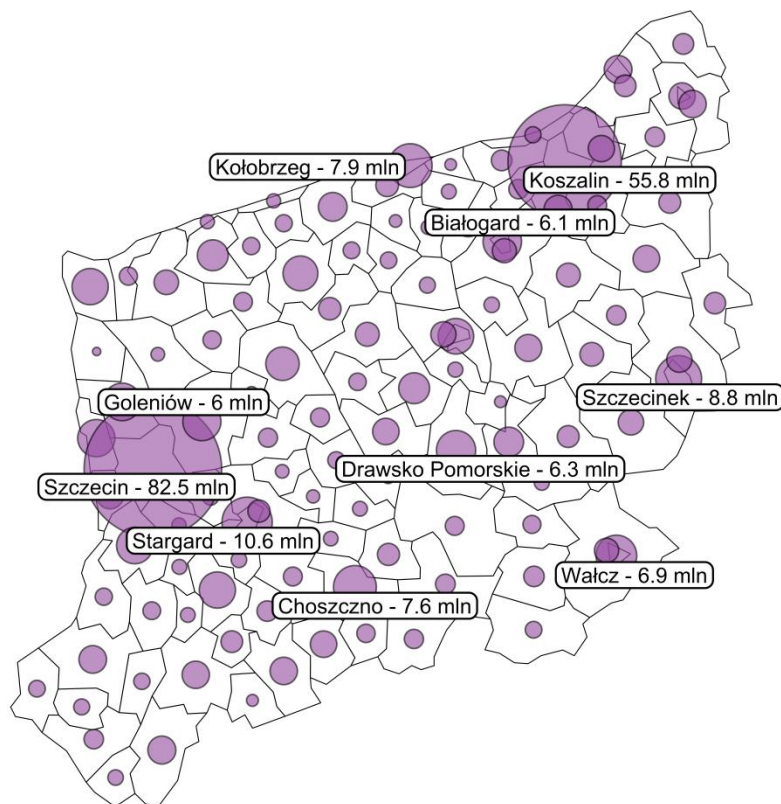 Kołobrzeg - 7.9 mln
Koszalin - 55.8 mln
Białogard - 6.1 mln
Goleniów - 6 mln
Szczecinek - 8.8 mln
Drawsko Pomorskie - 6.3 mln
Szczecin - 82.5 mln
Stargard - 10.6 mln
Wałcz - 6.9 mln
Choszczno - 7.6 mln